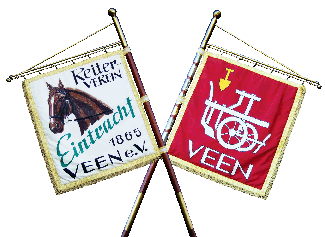 Reiter-
VEREIN
Eintracht
1865
VEEN e.V.
VEEN